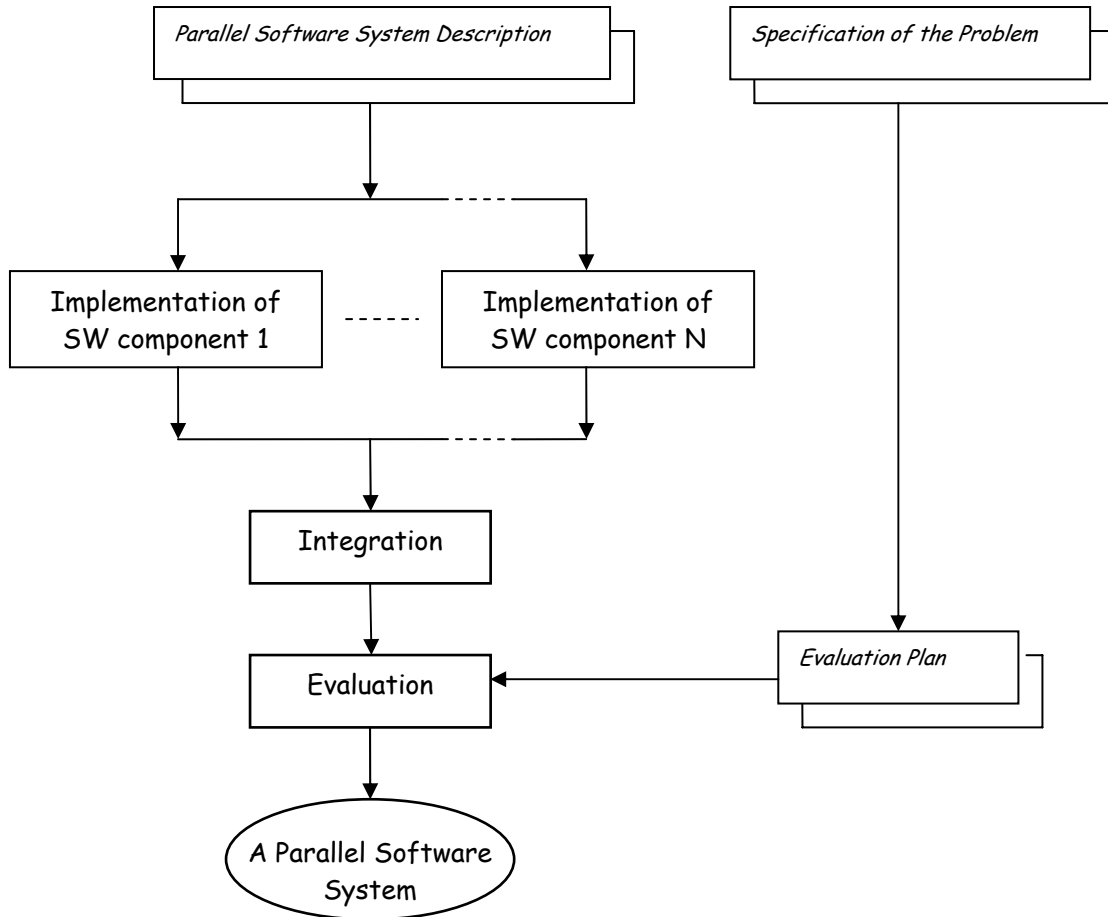 Parallel Software System Description
Specification of the Problem
Implementation of
SW component 1
Implementation of
SW component N
Integration
Evaluation Plan
Evaluation
A Parallel Software
System